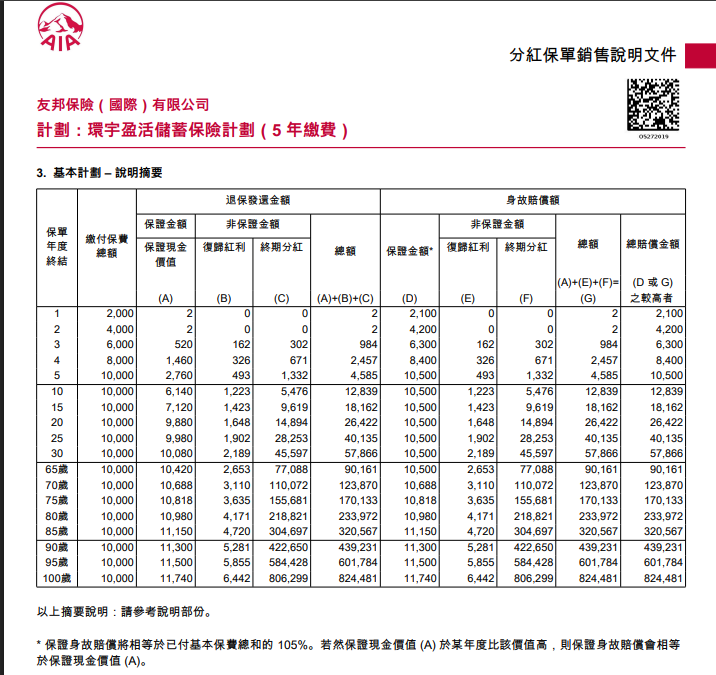 AIA
分紅保單銷售說明文件
OS272019
友邦保險（國際）有限公司
計劃：環宇盈活儲蓄保險計劃（5 年繳費）
3. 基本計劃 – 說明摘要
退保發還金額 身故賠償額
保單年度終結 繳付保費總額 保證金額 非保證金額 總額 保證金額* 非保證金額 總額 總賠償金額
保證現金價值 復歸紅利 終期分紅 復歸紅利 終期分紅
(A)+(E)+(F)= (D 或 G)
(A) (B) (C) (A)+(B)+(C) (D) (E) (F) (G) 之較高者
1 2,000 2 0 0 2 2,100 0 0 2 2,100
2 4,000 2 0 0 2 4,200 0 0 2 4,200
3 6,000 520 162 302 984 6,300 162 302 984 6,300
4 8,000 1,460 326 671 2,457 8,400 326 671 2,457 8,400
5 10,000 2,760 493 1,332 4,585 10,500 493 1,332 4,585 10,500
10 10,000 6,140 1,223 5,476 12,839 10,500 1,223 5,476 12,839 12,839
15 10,000 7,120 1,423 9,619 18,162 10,500 1,423 9,619 18,162 18,162
20 10,000 9,880 1,648 14,894 26,422 10,500 1,648 14,894 26,422 26,422
25 10,000 9,980 1,902 28,253 40,135 10,500 1,902 28,253 40,135 40,135
30 10,000 10,080 2,189 45,597 57,866 10,500 2,189 45,597 57,866 57,866
65歲 10,000 10,420 2,653 77,088 90,161 10,500 2,653 77,088 90,161 90,161
70歲 10,000 10,688 3,110 110,072 123,870 10,688 3,110 110,072 123,870 123,870
75歲 10,000 10,818 3,635 155,681 170,133 10,818 3,635 155,681 170,133 170,133
80歲 10,000 10,980 4,171 218,821 233,972 10,980 4,171 218,821 233,972 233,972
85歲 10,000 11,150 4,720 304,697 320,567 11,150 4,720 304,697 320,567 320,567
90歲 10,000 11,300 5,281 422,650 439,231 11,300 5,281 422,650 439,231 439,231
95歲 10,000 11,500 5,855 584,428 601,784 11,500 5,855 584,428 601,784 601,784
100歲 10,000 11,740 6,442 806,299 824,481 11,740 6,442 806,299 824,481 824,481
以上摘要說明：請參考說明部份。
* 保證身故賠償將相等於已付基本保費總和的 105%。若然保證現金價值 (A) 於某年度比該價值高，則保證身故賠償會相等
於保證現金價值 (A)。